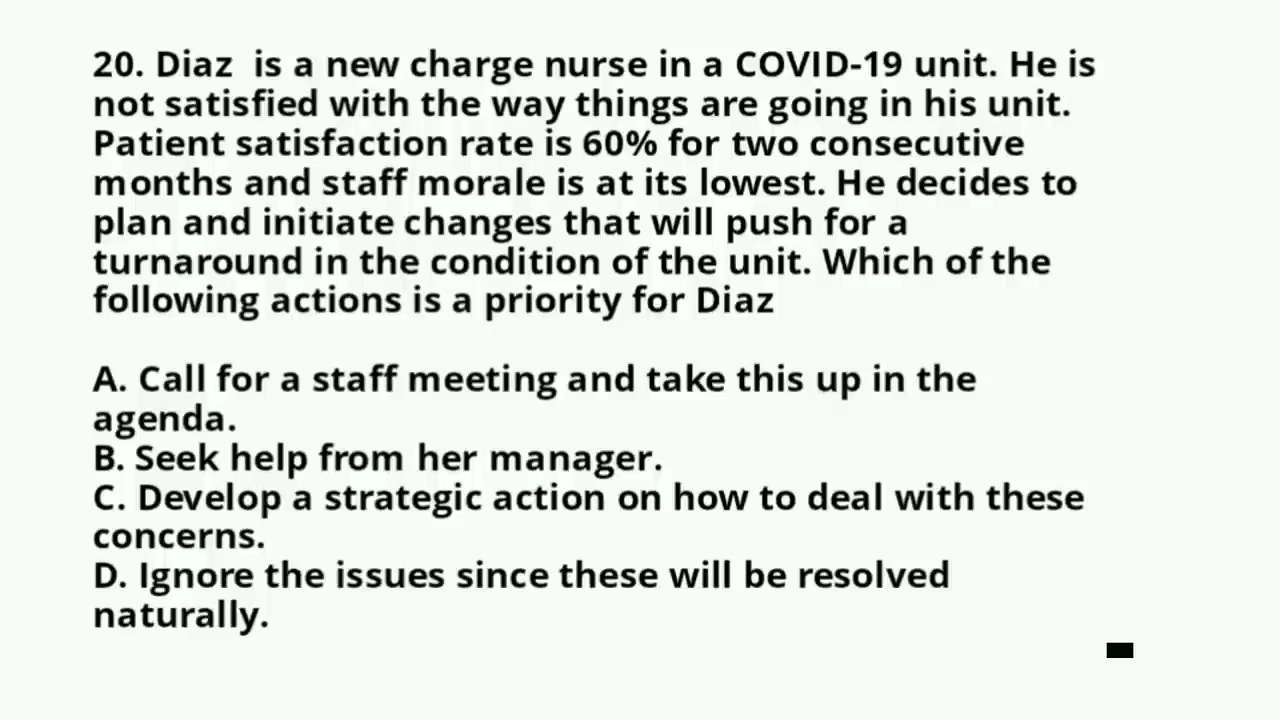 20. Diaz  is a new charge nurse in a COVID-19 unit. He is
not satisfied with the way things are going in his unit.
Patient satisfaction rate is 60% for two consecutive
months and staff morale is at its lowest. He decides to
plan and initiate changes that will push for a
turnaround in the condition of the unit. Which of the
following actions is a priority for Diaz
A. Call for a staff meeting and take this up in the
agenda.
B. Seek help from her manager.
C. Develop a strategic action on how to deal with these
concerns.
D. Ignore the issues since these will be resolved
naturally.